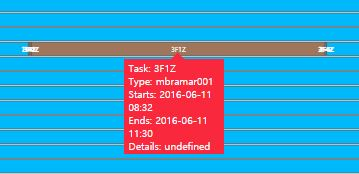 3F1Z
Task: 3F1Z
Type: mbramar001
Starts: 2016-06-11
08:32
Ends: 2016-06-11
11:30
Details: undefined